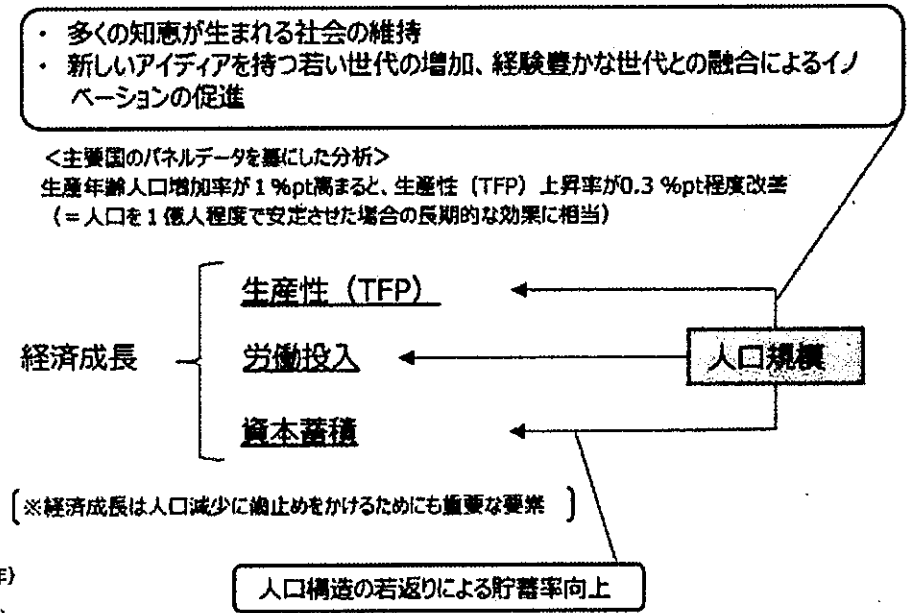 ・ 多くの知恵が生まれる社会の維持
・ 新しいアイディアを持つ若い世代の増加、経験豊かな世代との融合によるイノ
ベーションの促進
＜主要国のパネルデータを基にした分析＞
生産年齢人口増加率が１%pt高まると、生産性（TFP）上昇率が0.3 %pt程度改善
（＝人口を１億人程度で安定させた場合の長期的な効果に相当）
生産性（TFP）
経済成長
労働投入
人口規模
資本蓄積
〔※経済成長は人口減少に歯止めをかけるためにも重要な要素 〕
年）
人口構造の若返りによる貯蓄率向上